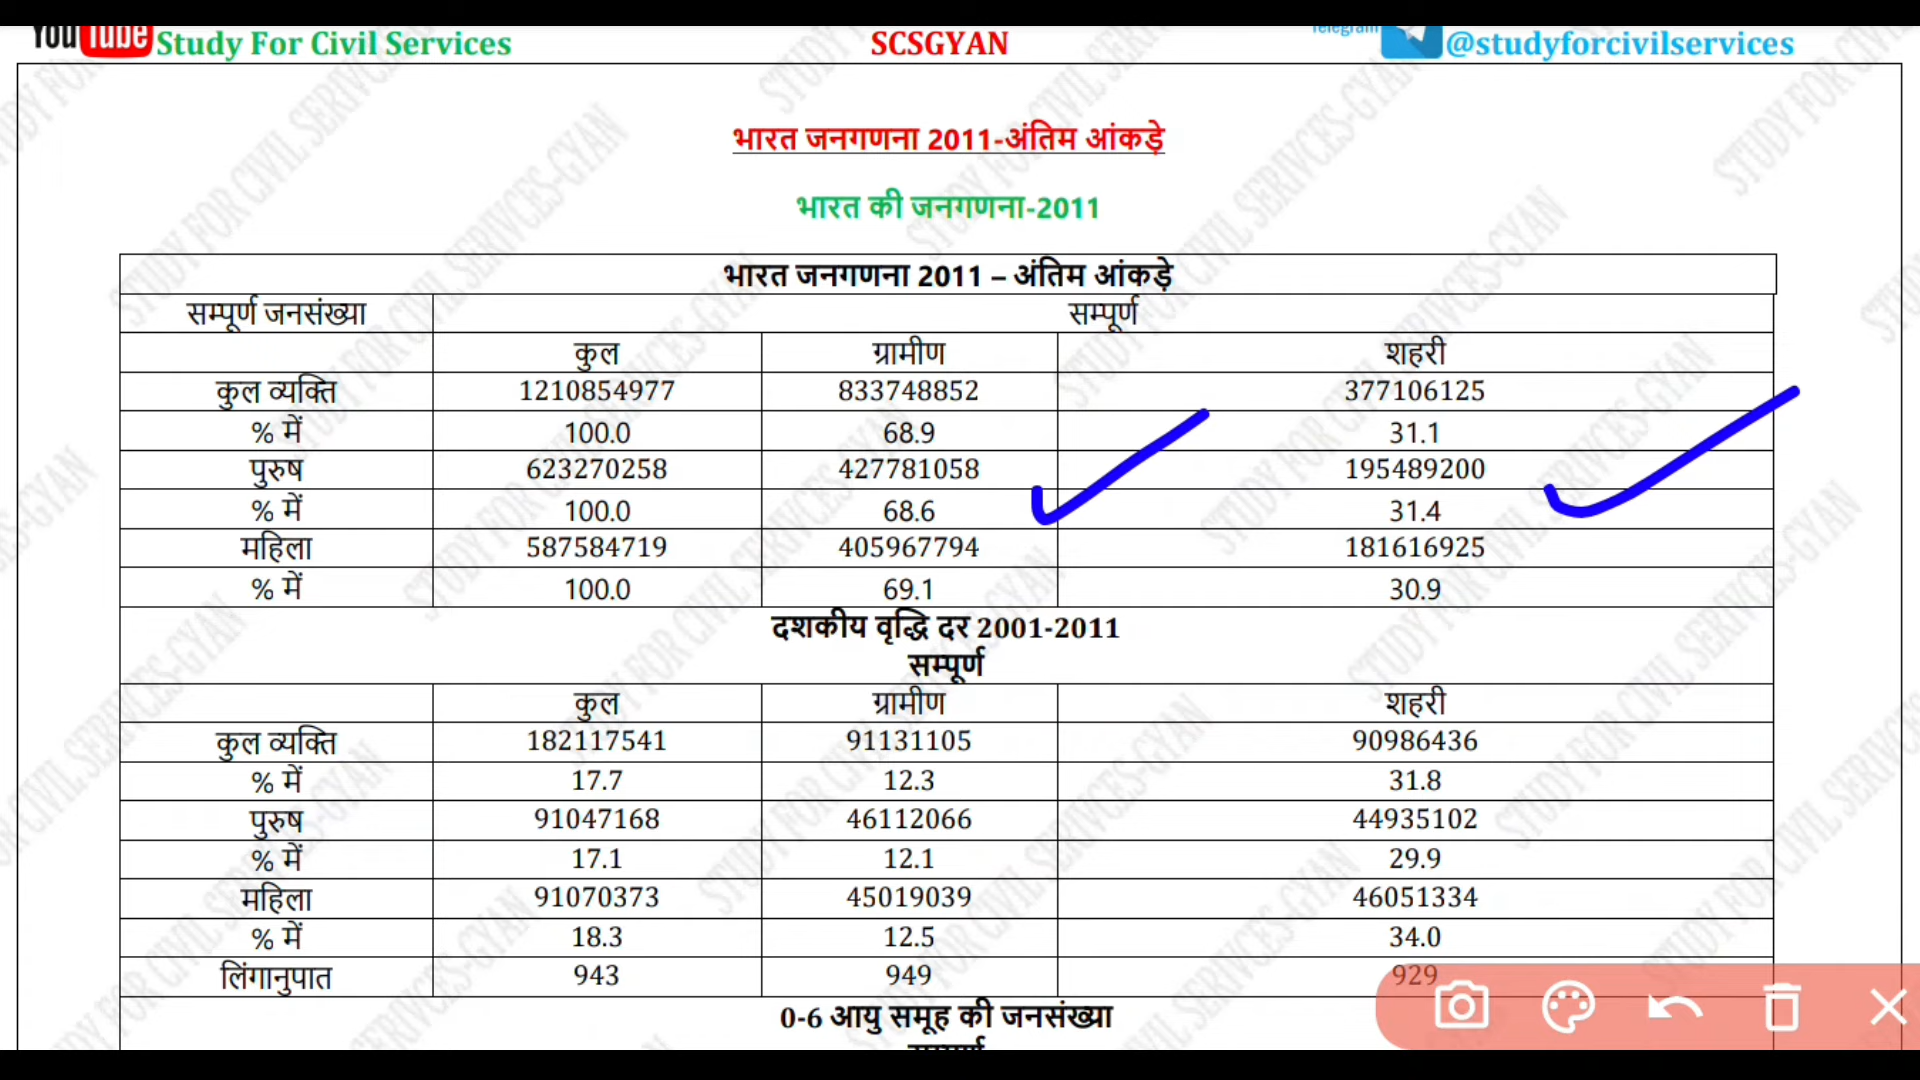 YouTube Study For Civil Services SCSGYAN Telegram @studyforcivilservices
भारत जनगणना 2011-अंतिम आंकड़े
भारत की जनगणना-2011
भारत जनगणना 2011 – अंतिम आंकड़े
सम्पूर्ण जनसंख्या सम्पूर्ण
कुल ग्रामीण शहरी
कुल व्यक्ति 1210854977 833748852 377106125
% में 100.0 68.9 31.1
पुरुष 623270258 427781058 195489200
% में 100.0 68.6 31.4
महिला 587584719 405967794 181616925
% में 100.0 69.1 30.9
दशकीय वृद्धि दर 2001-2011
सम्पूर्ण
कुल ग्रामीण शहरी
कुल व्यक्ति 182117541 91131105 90986436
% में 17.7 12.3 31.8
पुरुष 91047168 46112066 44935102
% में 17.1 12.1 29.9
महिला 91070373 45019039 46051334
% में 18.3 12.5 34.0
लिंगानुपात 943 949 929
0-6 आयु समूह की जनसंख्या